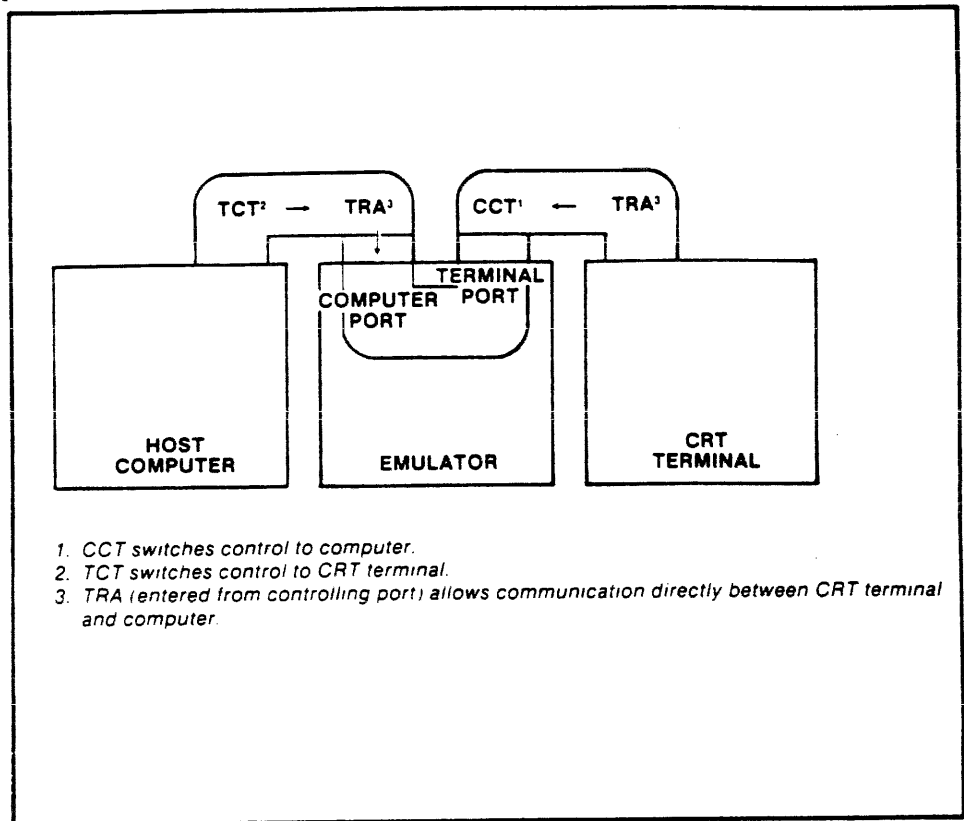 TCT² → TRA³
CCT¹ ← TRA³
COMPUTER
PORT
TERMINAL
PORT
HOST
COMPUTER
EMULATOR
CRT
TERMINAL
1. CCT switches control to computer.
2. TCT switches control to CRT terminal.
3. TRA (entered from controlling port) allows communication directly between CRT terminal
and computer.